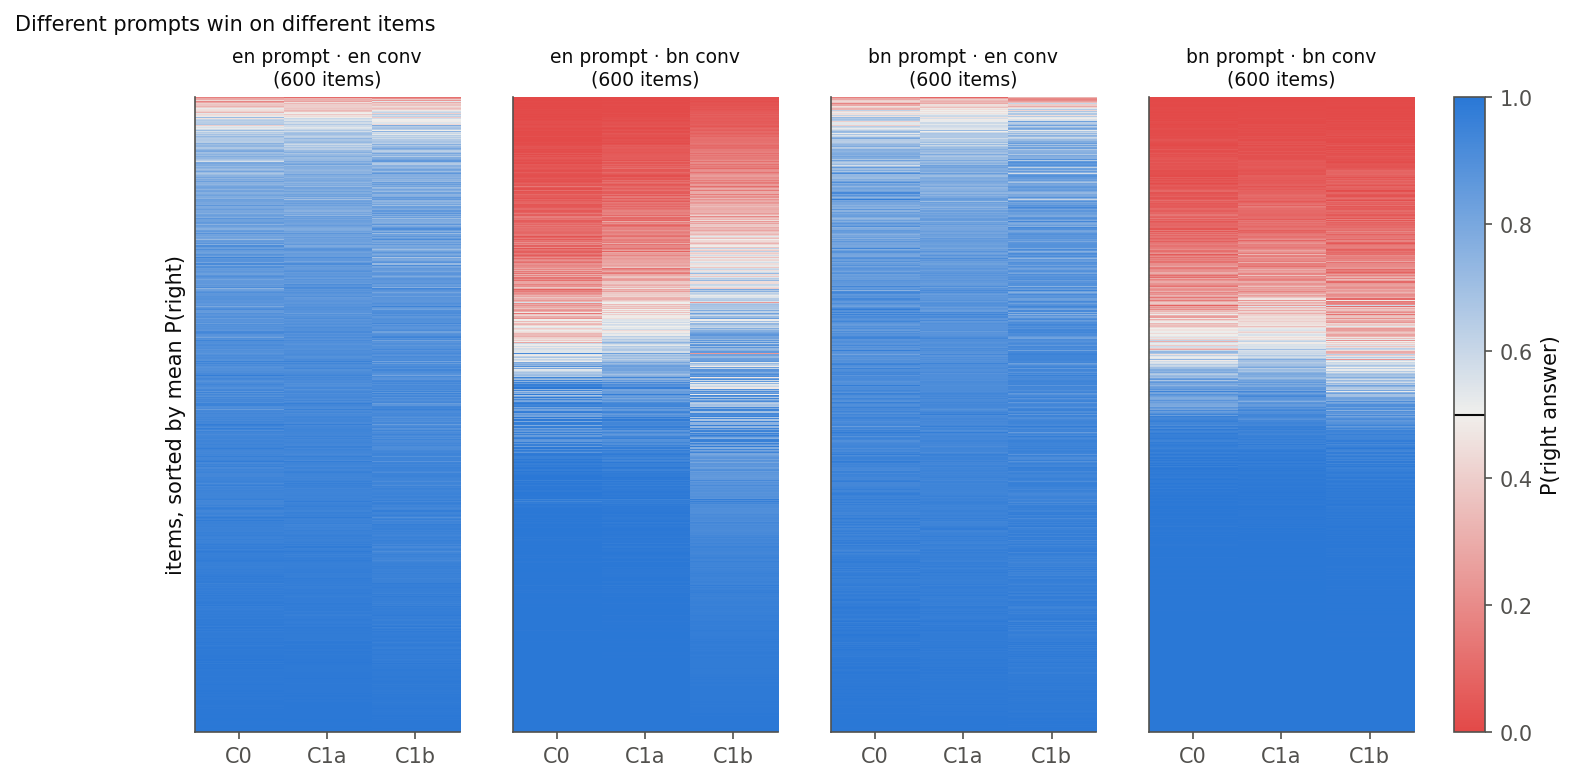 Different prompts win on different items
en prompt · en conv
(600 items)
en prompt · bn conv
(600 items)
bn prompt · en conv
(600 items)
bn prompt · bn conv
(600 items)
items, sorted by mean P(right)
C0 C1a C1b
C0 C1a C1b
C0 C1a C1b
C0 C1a C1b
1.0
0.8
0.6
0.4
0.2
0.0
P(right answer)